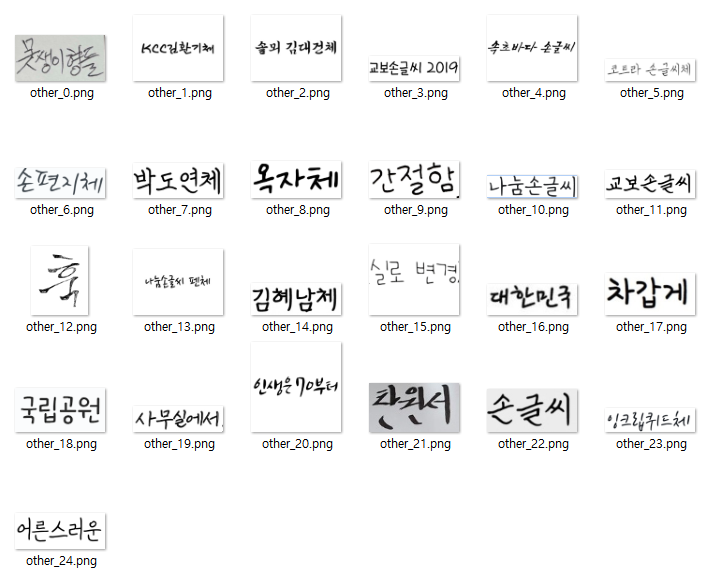 못쟁이형들
KCC김환기체
솔뫼 김대건체
교보손글씨 2019
속초바다 손글씨
코트라 손글씨체
other_0.png
other_1.png
other_2.png
other_3.png
other_4.png
other_5.png
손편지체
박도연체
옥자체
간절함
나눔손글씨
교보손글씨
other_6.png
other_7.png
other_8.png
other_9.png
other_10.png
other_11.png
훅
나눔손글씨 펜체
김혜남체
실로 변경
대한민국
차갑게
other_12.png
other_13.png
other_14.png
other_15.png
other_16.png
other_17.png
국립공원
사무실에서
인생은70부터
손글씨
잉크립퀴드체
other_18.png
other_19.png
other_20.png
other_21.png
other_22.png
other_23.png
어른스러운
other_24.png